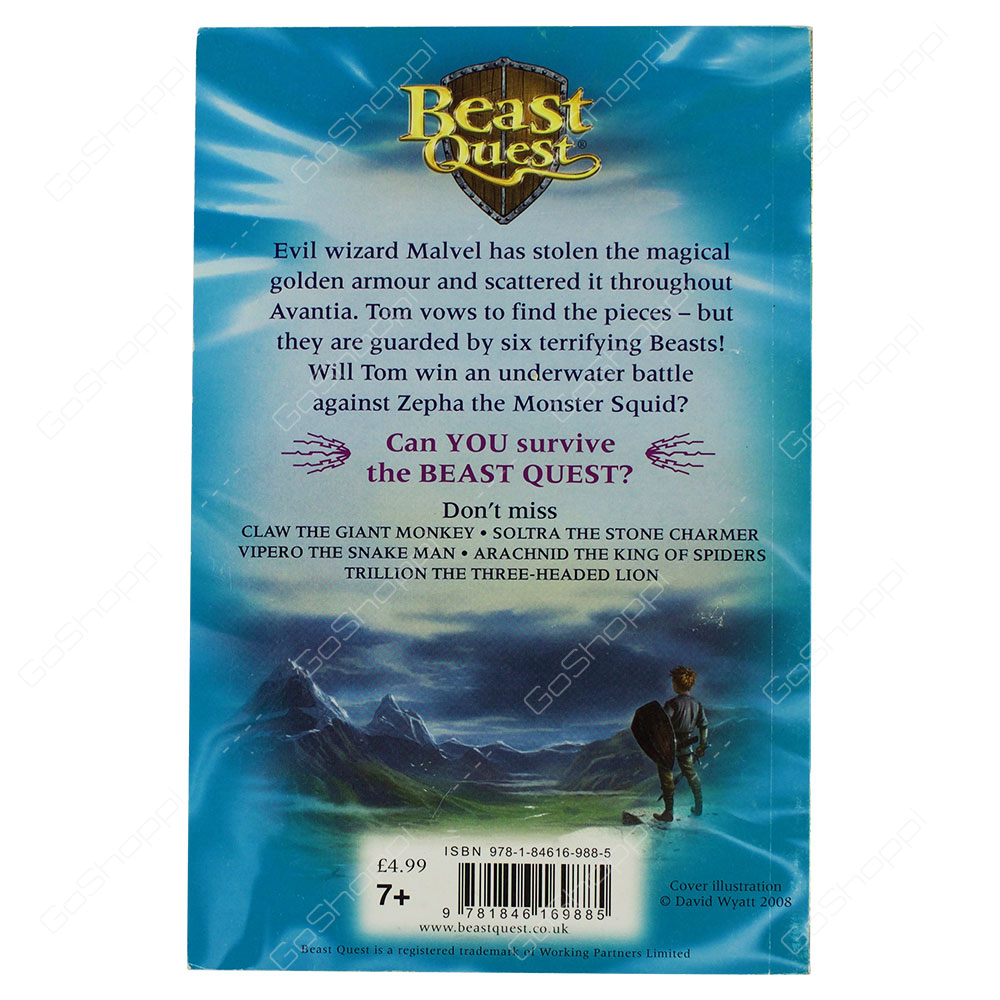 Beast
Quest®
Evil wizard Malvel has stolen the magical
golden armour and scattered it throughout
Avantia. Tom vows to find the pieces – but
they are guarded by six terrifying Beasts!
Will Tom win an underwater battle
against Zepha the Monster Squid?
Can YOU survive
the BEAST QUEST?
Don't miss
CLAW THE GIANT MONKEY • SOLTRA THE STONE CHARMER
VIPERO THE SNAKE MAN • ARACHNID THE KING OF SPIDERS
TRILLION THE THREE-HEADED LION
ISBN 978-1-84616-988-5
£4.99
7+
9 781846 169885
www.beastquest.co.uk
Cover illustration
© David Wyatt 2008
Beast Quest is a registered trademark of Working Partners Limited
GoShoppi